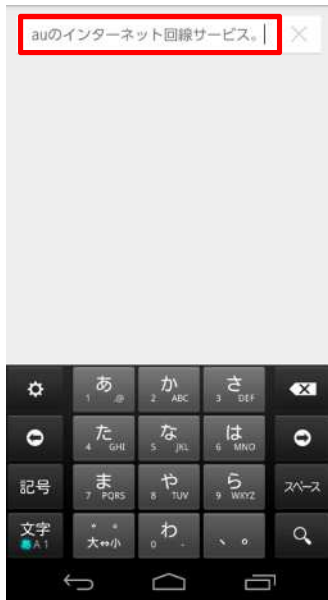 auのインターネット回線サービス。
あ
1 .@
か
2 ABC
さ
3 DEF
た
4 GHI
な
5 JKL
は
6 MNO
記号
ま
7 PQRS
や
8 TUV
ら
9 WXYZ
スペース
文字
あA1
゛゜
大⇔小
わ
0 -
、。